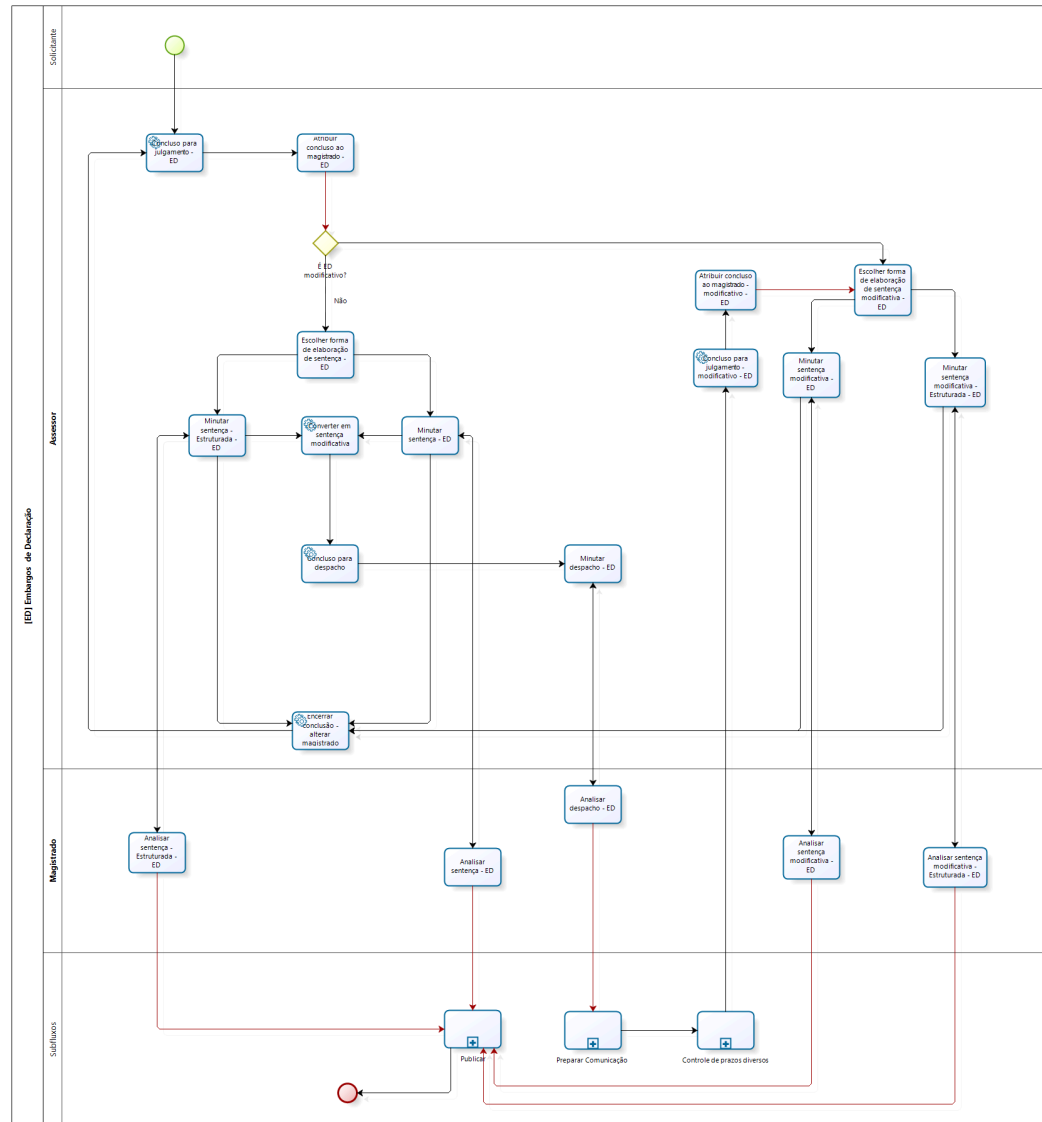 [ED] Embargos de Declaração
Solicitante
Assessor
Concluso para
julgamento -
ED
Atribuir
concluso ao
magistrado -
ED
É ED
modificativo?
Não
Atribuir concluso
ao magistrado -
modificativo -
ED
Escolher forma
de elaboração
de sentença
modificativa -
ED
Escolher forma
de elaboração
de sentença -
ED
Concluso para
julgamento -
modificativo - ED
Minutar
sentença
modificativa -
ED
Minutar
sentença
modificativa -
Estruturada -
ED
Minutar
sentença -
Estruturada -
ED
Converter em
sentença
modificativa
Minutar
sentença - ED
Concluso para
despacho
Minutar
despacho - ED
Encerrar
conclusão -
alterar
magistrado
Magistrado
Analisar
despacho - ED
Analisar
sentença -
Estruturada -
ED
Analisar
sentença - ED
Analisar
sentença
modificativa -
ED
Analisar sentença
modificativa -
Estruturada - ED
Subfluxos
Publicar
Preparar Comunicação
Controle de prazos diversos